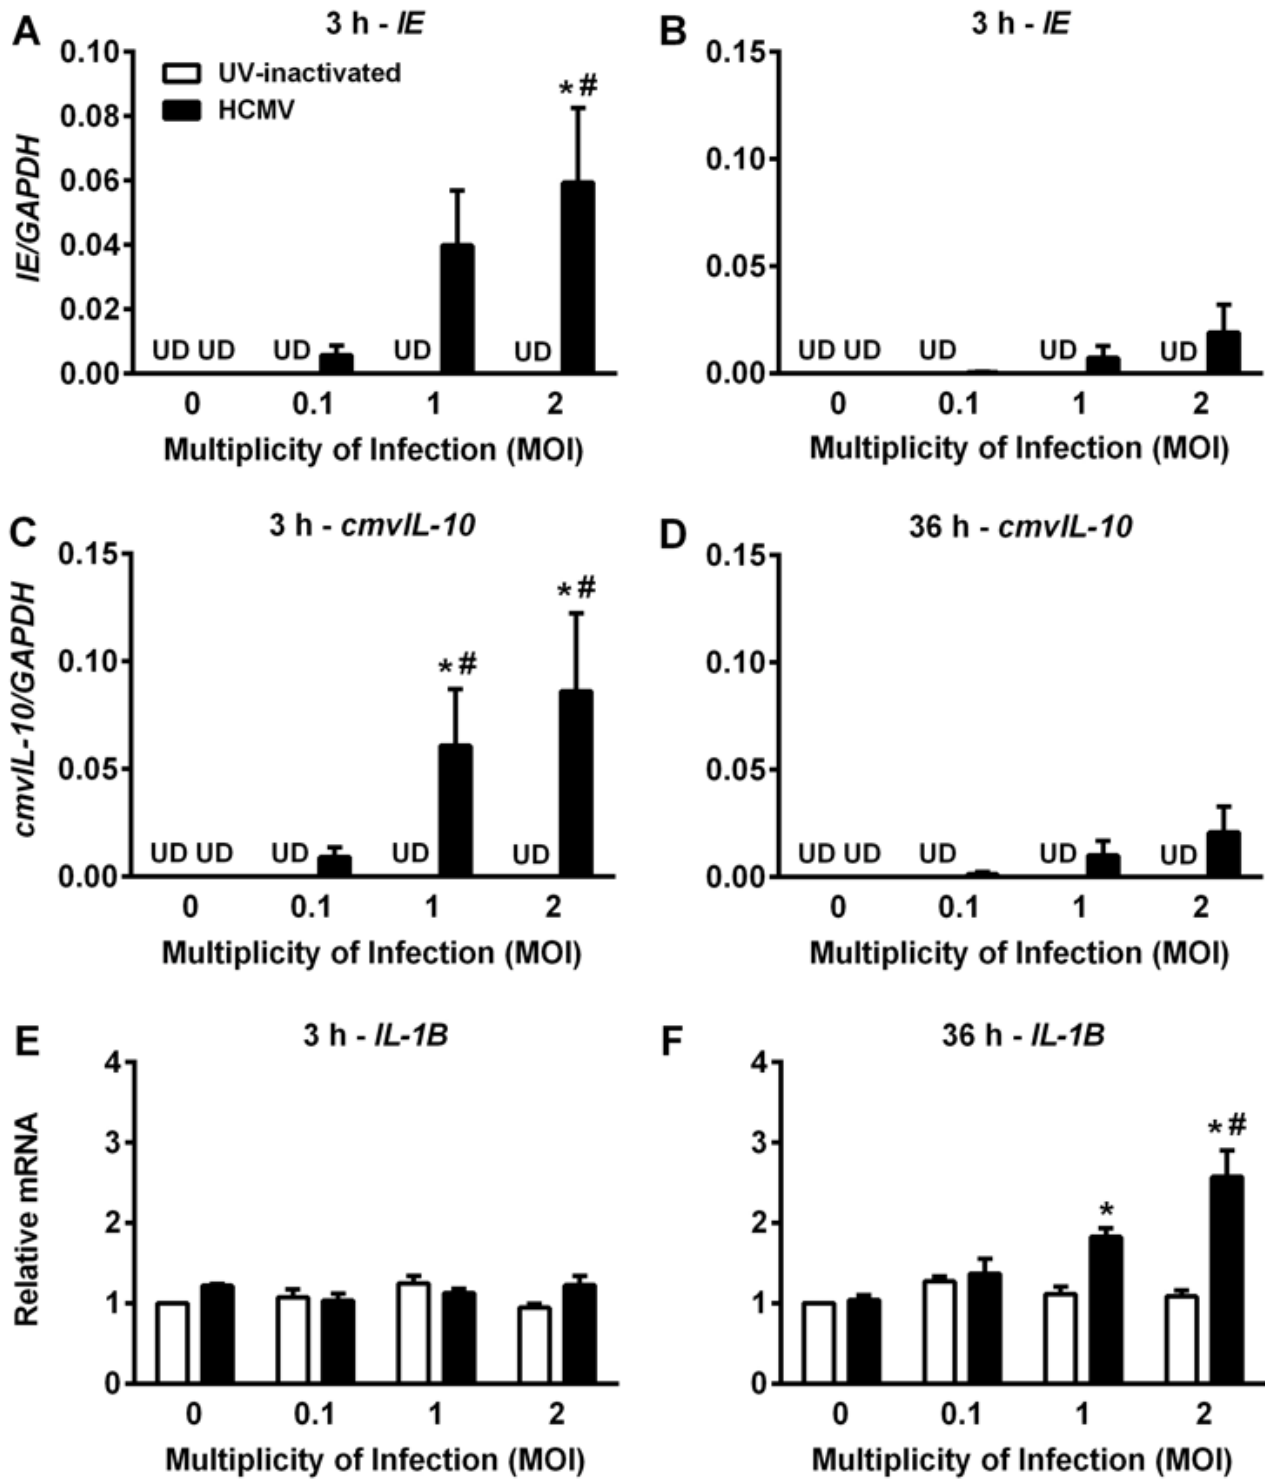 A
3 h - IE
0.10
0.08
0.06
0.04
0.02
0.00
IE/GAPDH
UV-inactivated
HCMV
*#
UD UD UD UD UD
0 0.1 1 2
Multiplicity of Infection (MOI)
B
3 h - IE
0.15
0.10
0.05
0.00
UD UD UD UD UD
0 0.1 1 2
Multiplicity of Infection (MOI)
C
3 h - cmvIL-10
0.15
0.10
0.05
0.00
cmvIL-10/GAPDH
*#
*#
UD UD UD UD UD
0 0.1 1 2
Multiplicity of Infection (MOI)
D
36 h - cmvIL-10
0.15
0.10
0.05
0.00
UD UD UD UD UD
0 0.1 1 2
Multiplicity of Infection (MOI)
E
3 h - IL-1B
4
3
2
1
0
Relative mRNA
0 0.1 1 2
Multiplicity of Infection (MOI)
F
36 h - IL-1B
4
3
2
1
0
*
*#
0 0.1 1 2
Multiplicity of Infection (MOI)